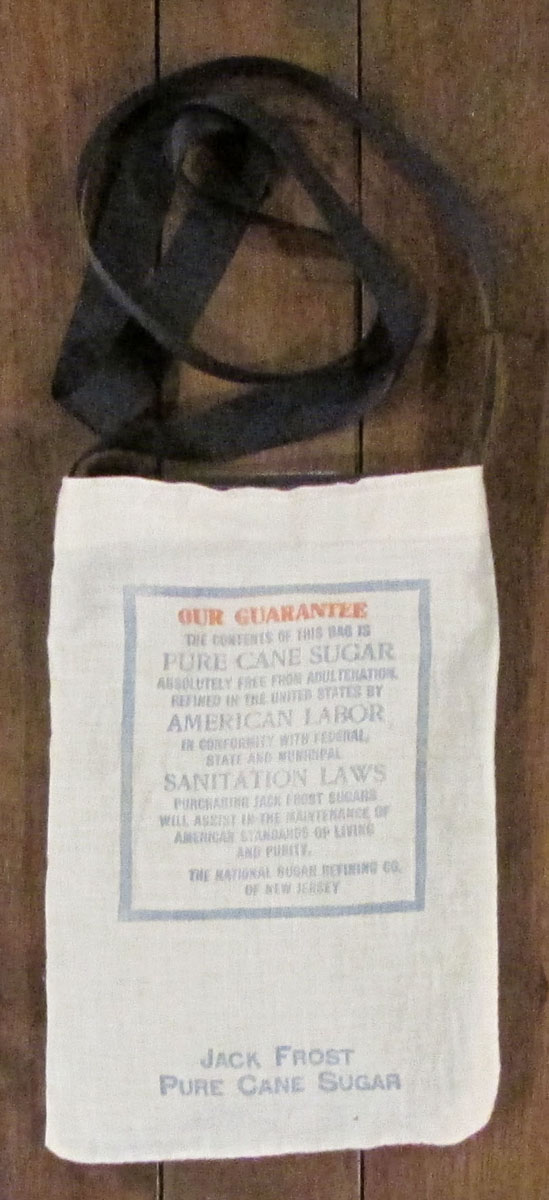 OUR GUARANTEE
THE CONTENTS OF THIS BAG IS
PURE CANE SUGAR
ABSOLUTELY FREE FROM ADULTERATION.
REFINED IN THE UNITED STATES BY
AMERICAN LABOR
IN CONFORMITY WITH FEDERAL,
STATE AND MUNICIPAL
SANITATION LAWS
PURCHASING JACK FROST SUGARS
WILL ASSIST IN THE MAINTENANCE OF
AMERICAN STANDARDS OF LIVING
AND PURITY.
THE NATIONAL SUGAR REFINING CO.
OF NEW JERSEY
JACK FROST
PURE CANE SUGAR